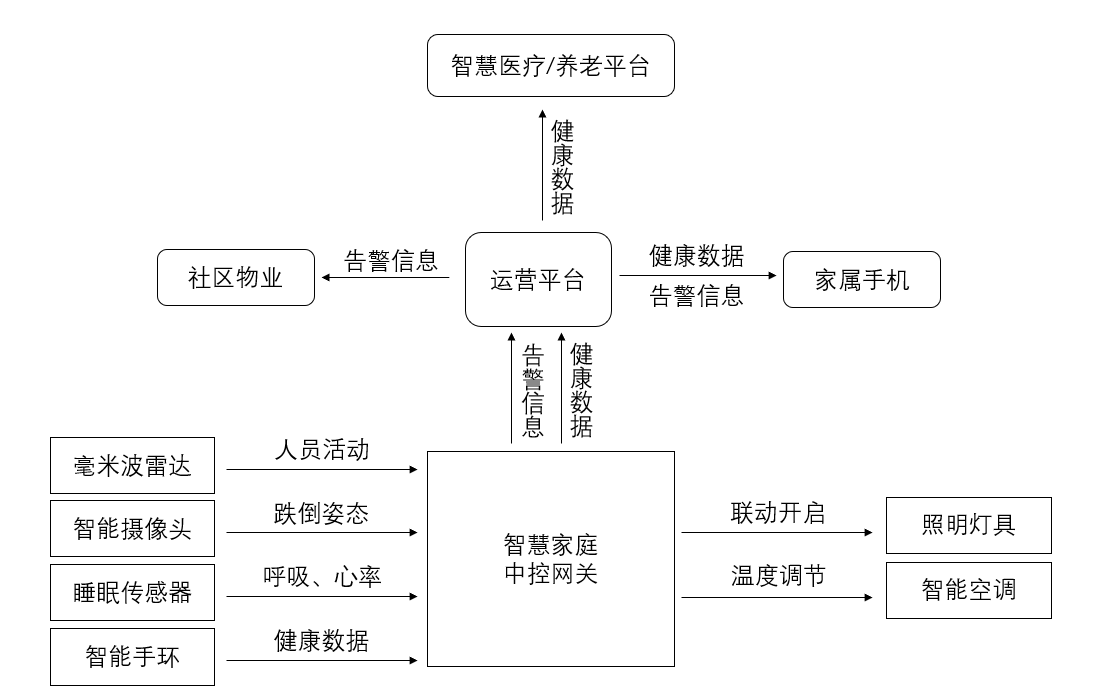 智慧医疗/养老平台
健康数据
社区物业
告警信息
运营平台
健康数据
告警信息
家属手机
告警信息
健康数据
毫米波雷达
人员活动
智能摄像头
跌倒姿态
睡眠传感器
呼吸、心率
智能手环
健康数据
智慧家庭
中控网关
联动开启
照明灯具
温度调节
智能空调